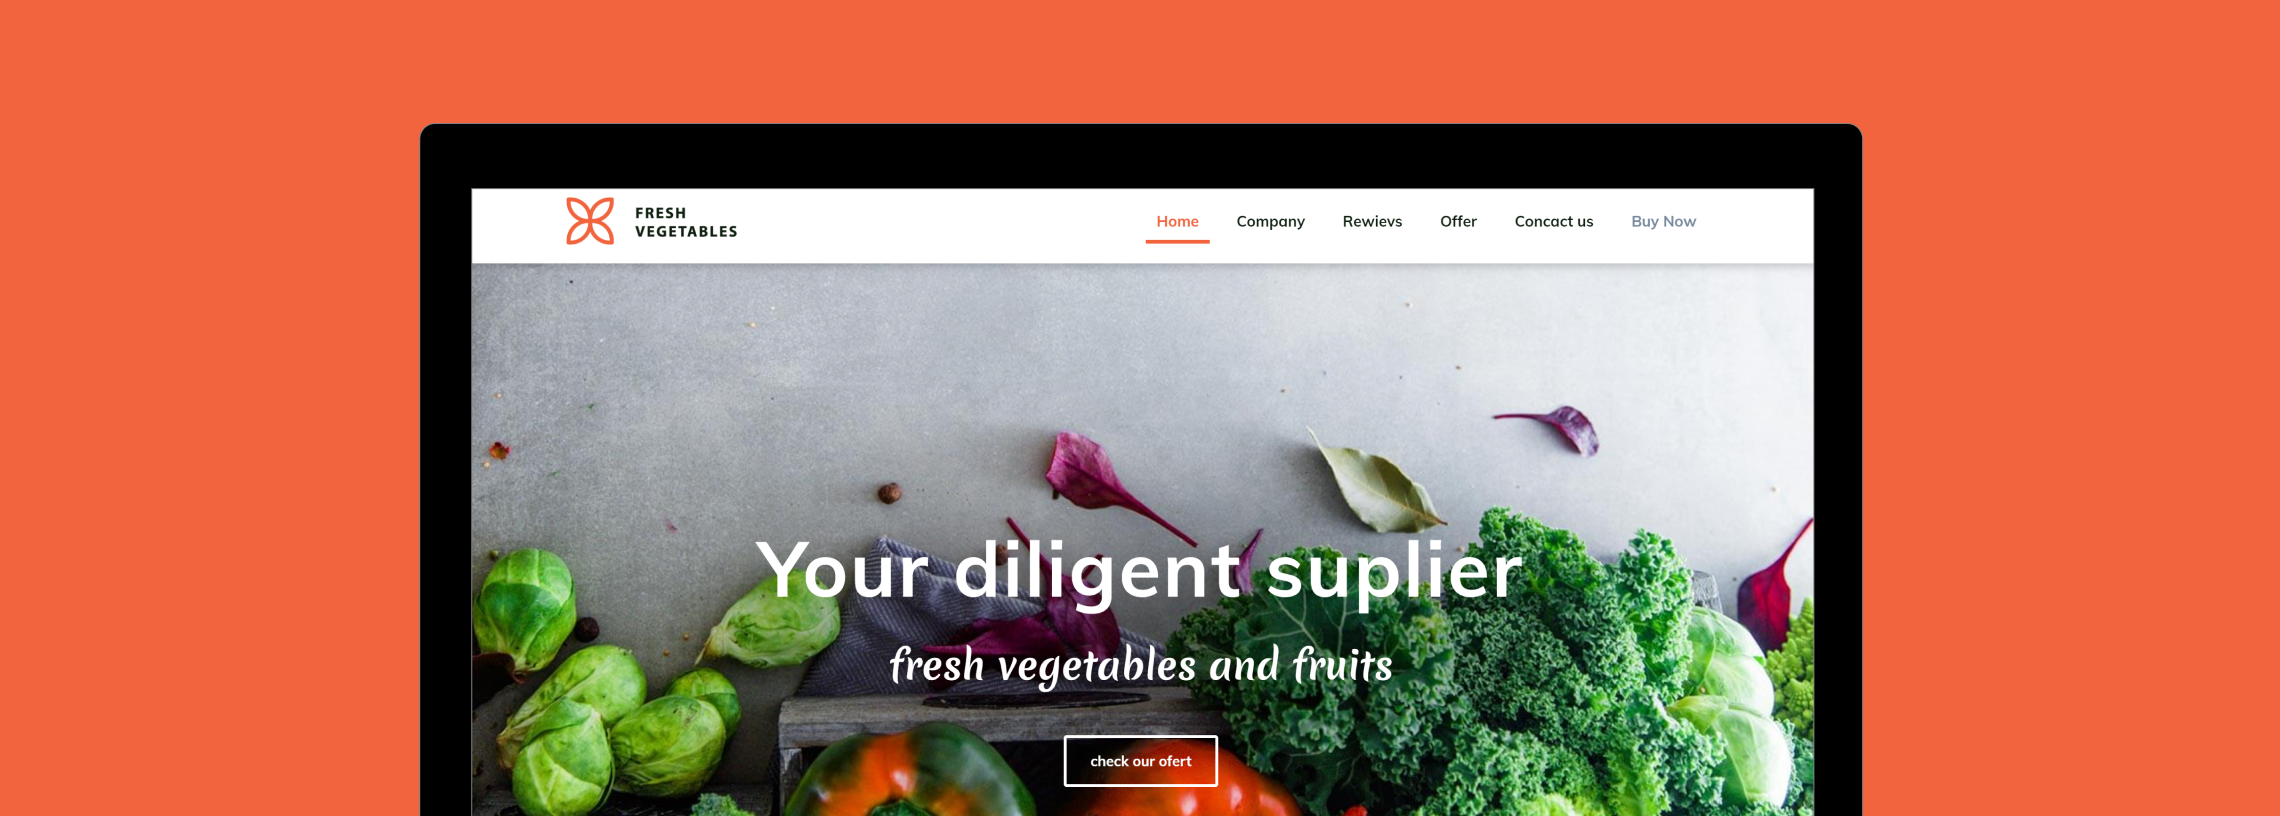 FRESH
VEGETABLES
Home Company Rewievs Offer Concact us Buy Now
Your diligent suplier
fresh vegetables and fruits
check our ofert